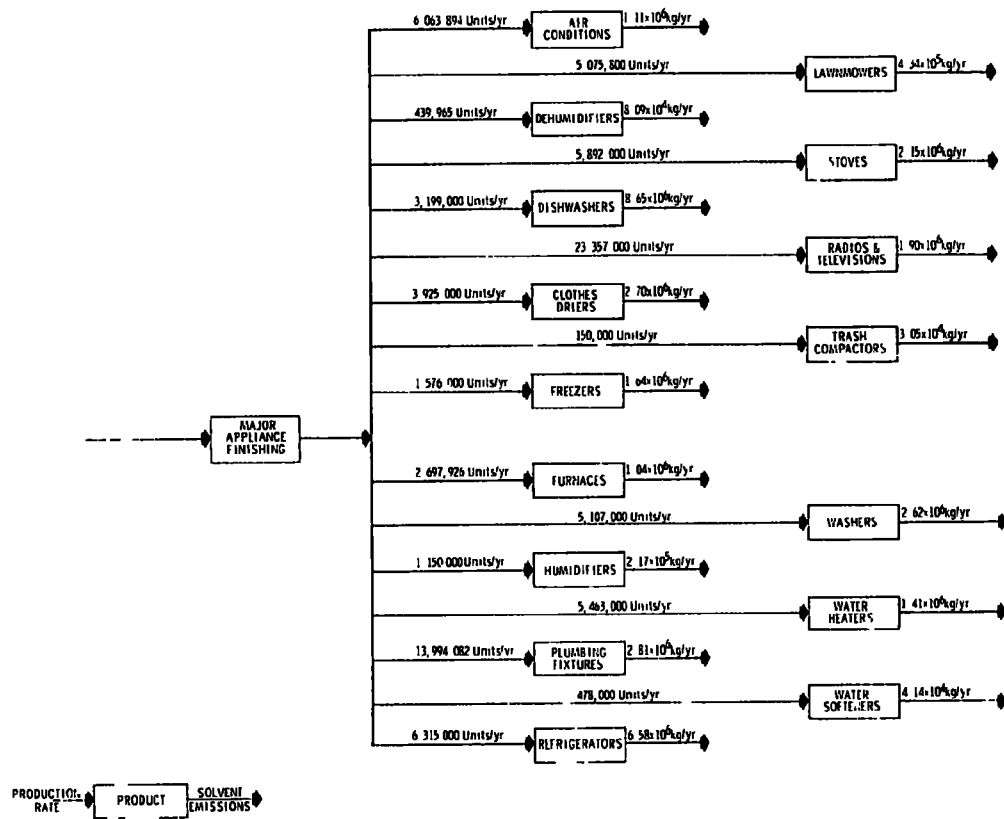 6 063 894 Units/yr
AIR
CONDITIONS
1 11×10⁶kg/yr
5 075,800 Units/yr
LAWNMOWERS
4 34×10⁵kg/yr
439,965 Units/yr
DEHUMIDIFIERS
8 09×10⁴kg/yr
5,892 000 Units/yr
STOVES
2 15×10⁶kg/yr
3,199,000 Units/yr
DISHWASHERS
8 65×10⁶kg/yr
23 357 000 Units/yr
RADIOS &
TELEVISIONS
1 90×10⁶kg/yr
3 925 000 Units/yr
CLOTHES
DRIERS
2 70×10⁶kg/yr
150,000 Units/yr
TRASH
COMPACTORS
3 05×10⁴kg/yr
1 576 000 Units/yr
FREEZERS
1 64×10⁶kg/yr
MAJOR
APPLIANCE
FINISHING
2 697,926 Units/yr
FURNACES
1 04×10⁶kg/yr
5,107,000 Units/yr
WASHERS
2 62×10⁶kg/yr
1 150 000 Units/yr
HUMIDIFIERS
2 17×10⁵kg/yr
5,463,000 Units/yr
WATER
HEATERS
1 41×10⁶kg/yr
13,994 082 Units/yr
PLUMBING
FIXTURES
2 81×10⁶kg/yr
478,000 Units/yr
WATER
SOFTENERS
4 14×10⁴kg/yr
6 315 000 Units/yr
REFRIGERATORS
6 58×10⁶kg/yr
PRODUCTION
RATE
PRODUCT
SOLVENT
EMISSIONS